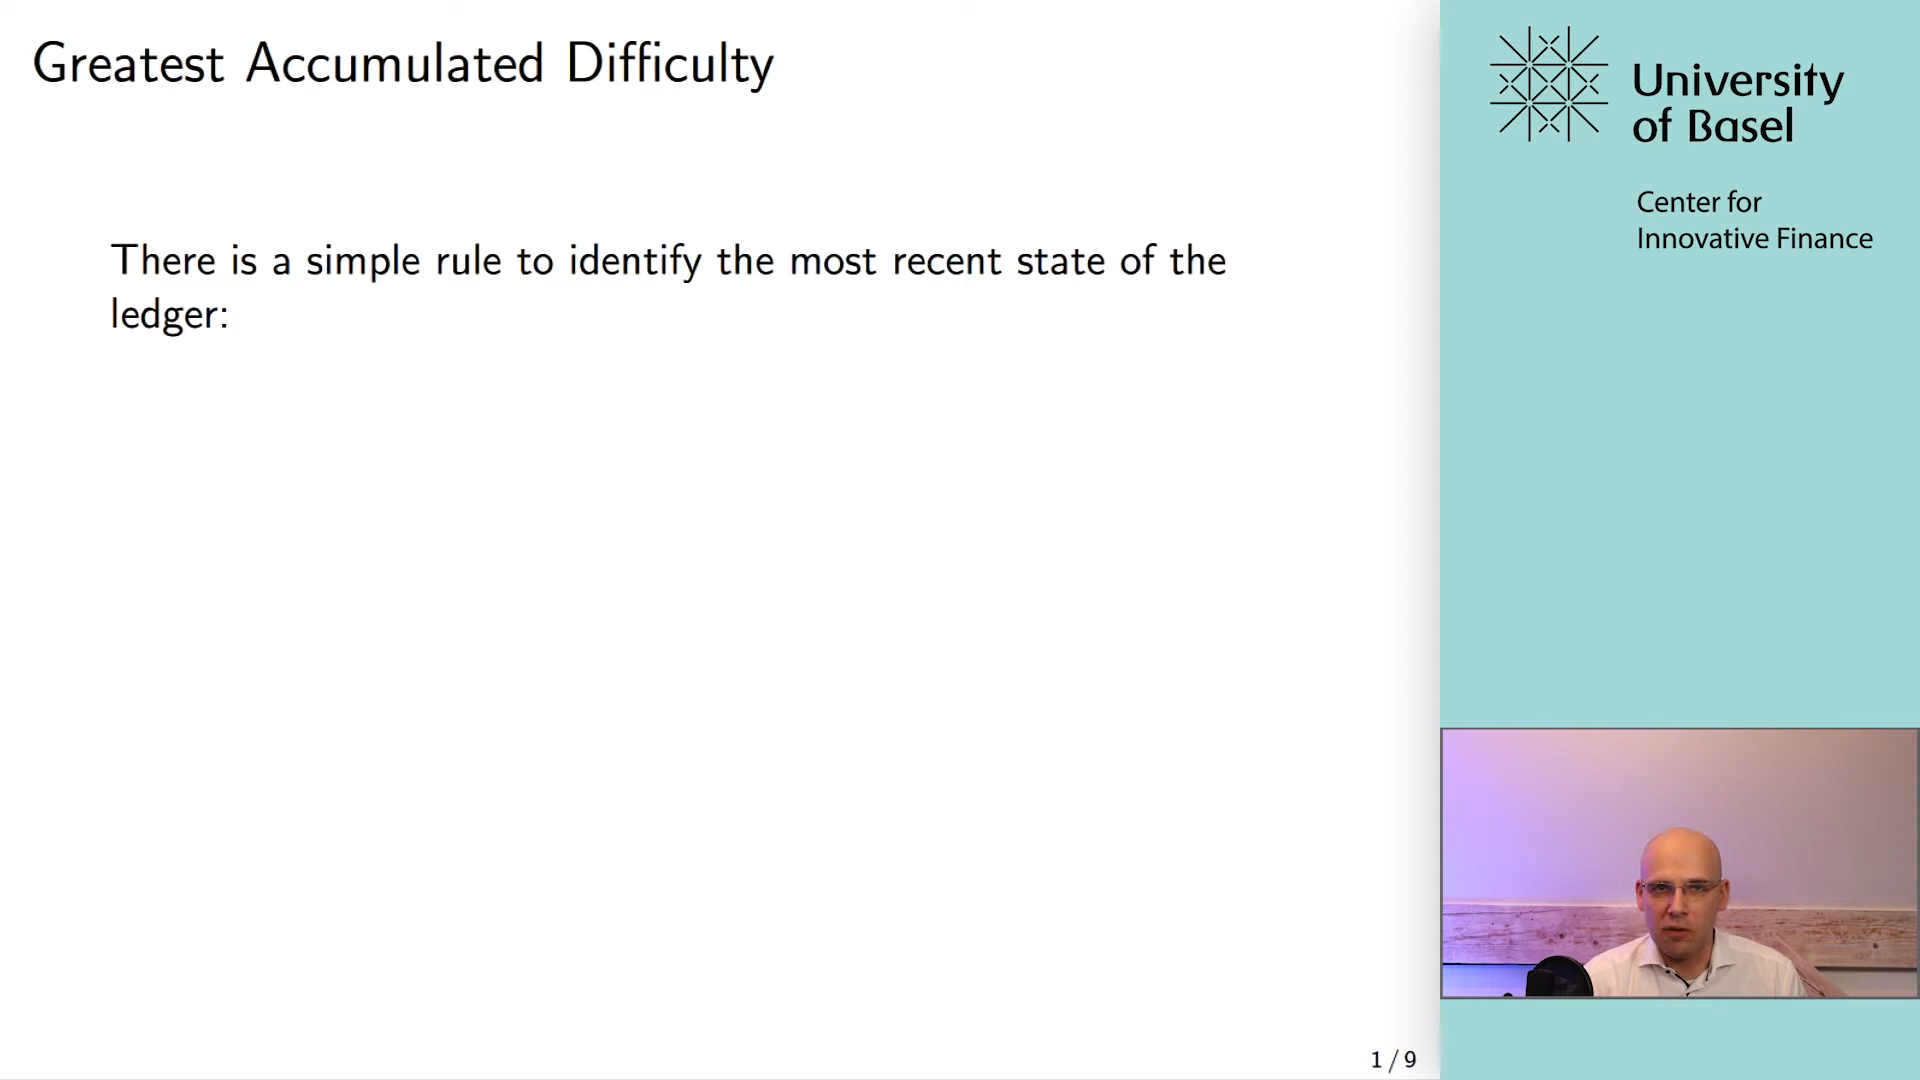 Greatest Accumulated Difficulty
There is a simple rule to identify the most recent state of the
ledger:
1 / 9
University
of Basel
Center for
Innovative Finance